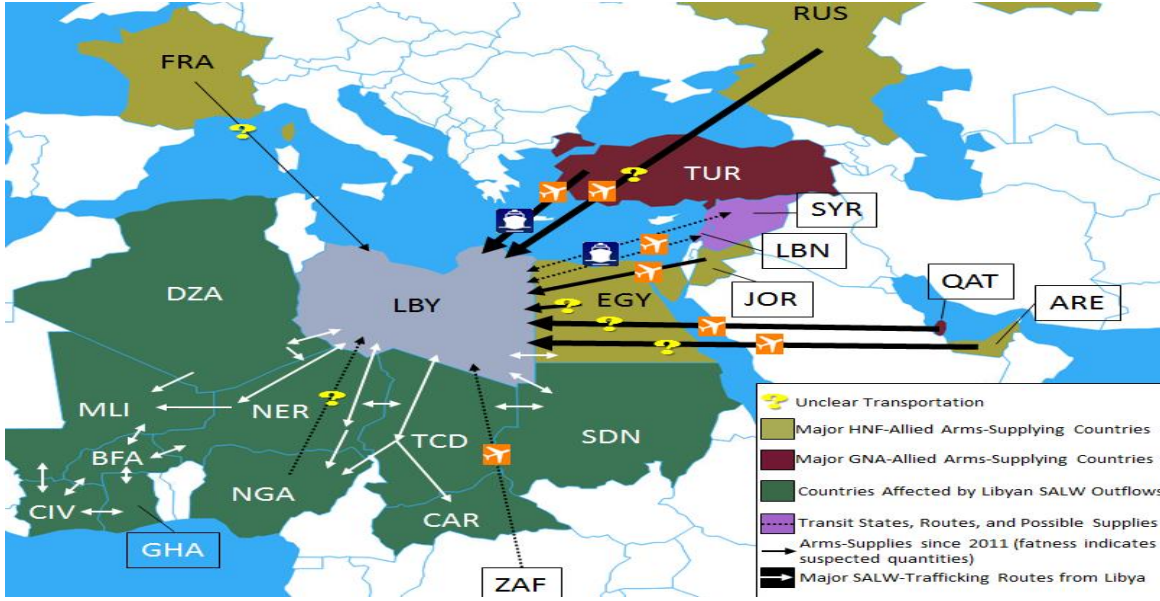 RUS
FRA
TUR
SYR
LBN
DZA
LBY
EGY
JOR
QAT
ARE
MLI
NER
BFA
TCD
SDN
NGA
CIV
CAR
GHA
ZAF
?
?
?
?
?
?
?
Unclear Transportation
Major HNF-Allied Arms-Supplying Countries
Major GNA-Allied Arms-Supplying Countries
Countries Affected by Libyan SALW Outflows
Transit States, Routes, and Possible Supplies
Arms-Supplies since 2011 (fatness indicates
suspected quantities)
Major SALW-Trafficking Routes from Libya